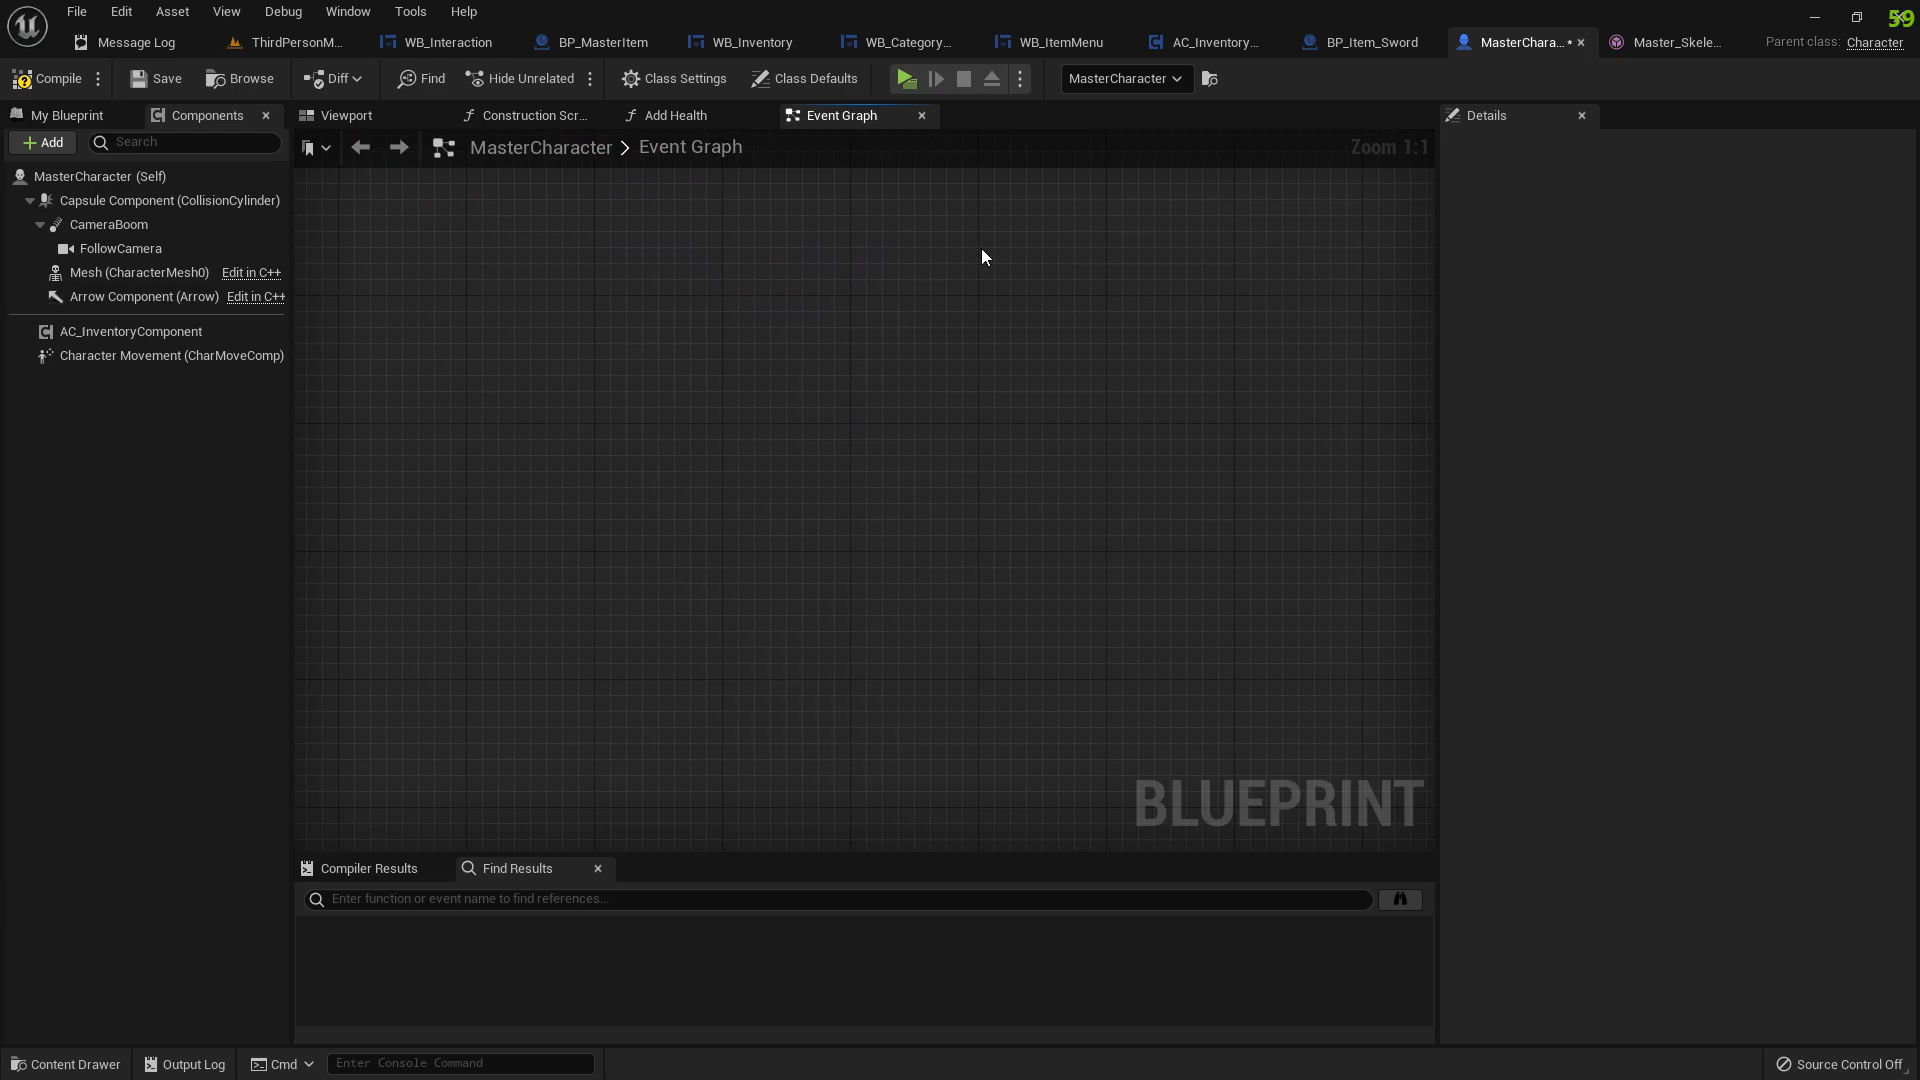 File Edit Asset View Debug Window Tools Help
59
Message Log ThirdPersonM... WB_Interaction BP_MasterItem WB_Inventory WB_Category... WB_ItemMenu AC_Inventory... BP_Item_Sword MasterChara... • Master_Skele... Parent class: Character
Compile Save Browse Diff Find Hide Unrelated Class Settings Class Defaults MasterCharacter
My Blueprint Components Viewport Construction Scr... Add Health Event Graph Details
Add Search MasterCharacter > Event Graph Zoom 1:1
MasterCharacter (Self)
Capsule Component (CollisionCylinder)
CameraBoom
FollowCamera
Mesh (CharacterMesh0) Edit in C++
Arrow Component (Arrow) Edit in C++
AC_InventoryComponent
Character Movement (CharMoveComp)
BLUEPRINT
Compiler Results Find Results
Enter function or event name to find references...
Content Drawer Output Log Cmd Enter Console Command Source Control Off